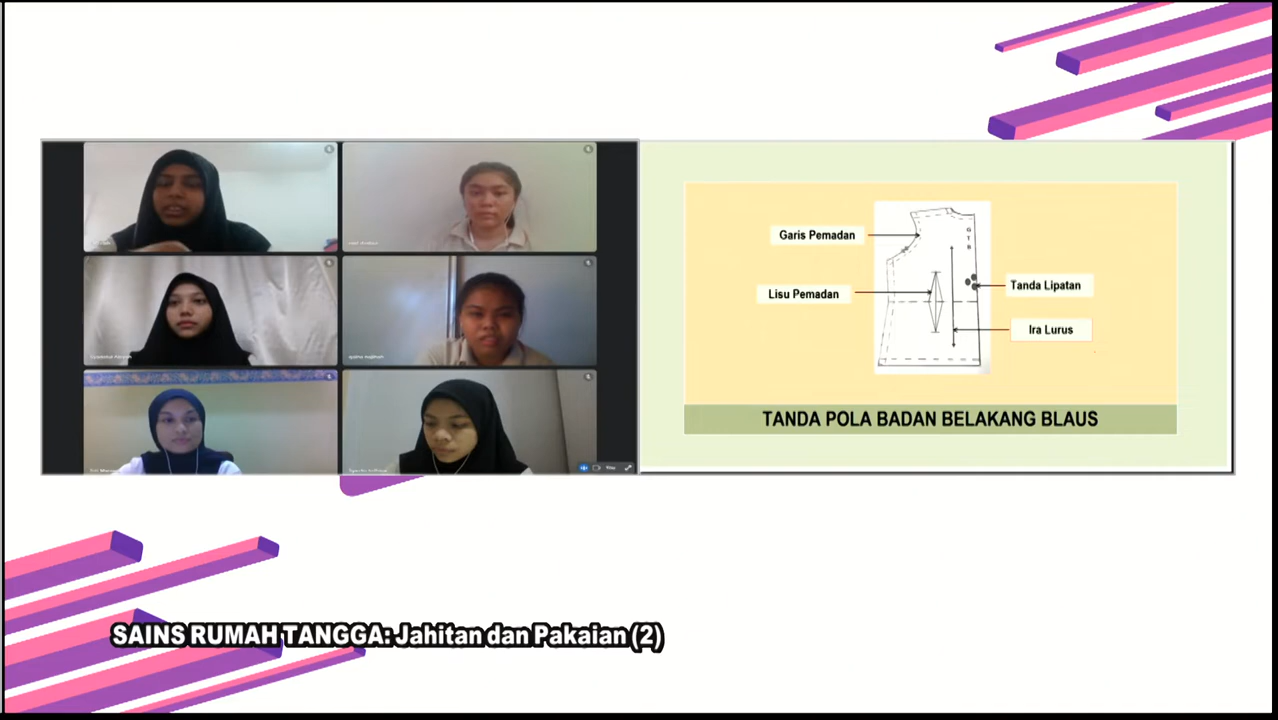 Garis Pemadan
Lisu Pemadan
G
T
B
Tanda Lipatan
Ira Lurus
TANDA POLA BADAN BELAKANG BLAUS
SAINS RUMAH TANGGA: Jahitan dan Pakaian (2)